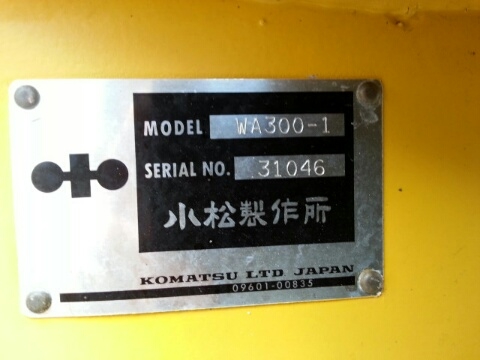 MODEL WA300-1
SERIAL NO. 31046
小松製作所
KOMATSU LTD JAPAN
09601-00835